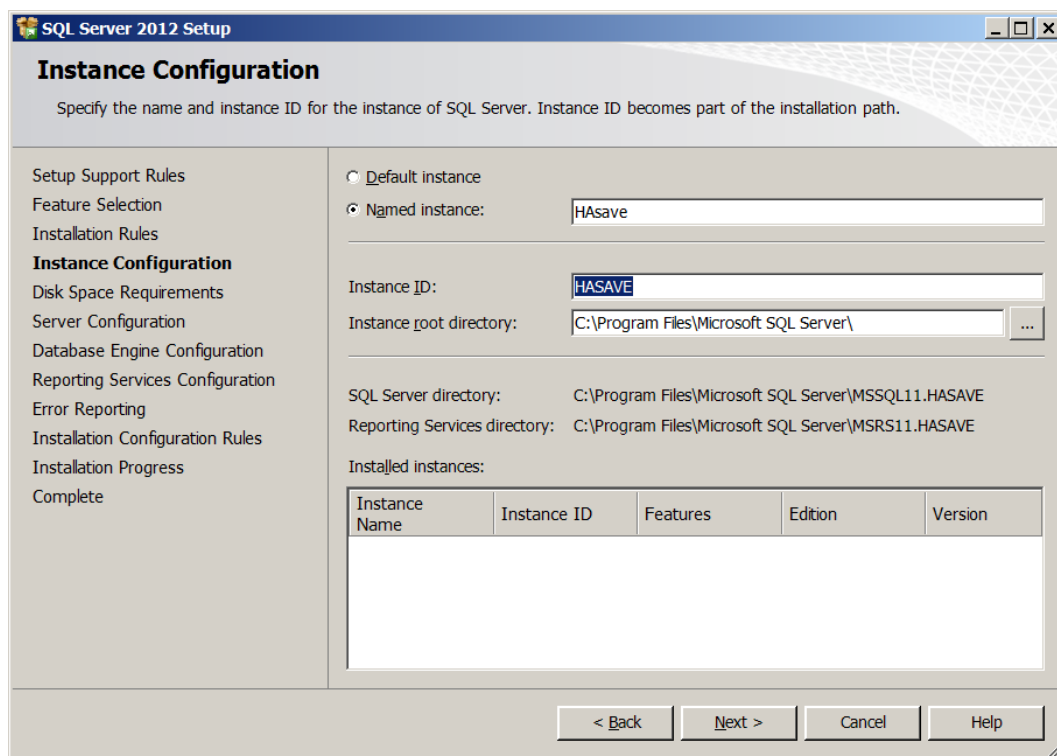 SQL Server 2012 Setup
Instance Configuration
Specify the name and instance ID for the instance of SQL Server. Instance ID becomes part of the installation path.
Setup Support Rules
Feature Selection
Installation Rules
Instance Configuration
Disk Space Requirements
Server Configuration
Database Engine Configuration
Reporting Services Configuration
Error Reporting
Installation Configuration Rules
Installation Progress
Complete
Default instance
Named instance: HAsave
Instance ID: HASAVE
Instance root directory: C:\Program Files\Microsoft SQL Server\ ...
SQL Server directory: C:\Program Files\Microsoft SQL Server\MSSQL11.HASAVE
Reporting Services directory: C:\Program Files\Microsoft SQL Server\MSRS11.HASAVE
Installed instances:
Instance Name Instance ID Features Edition Version
< Back Next > Cancel Help